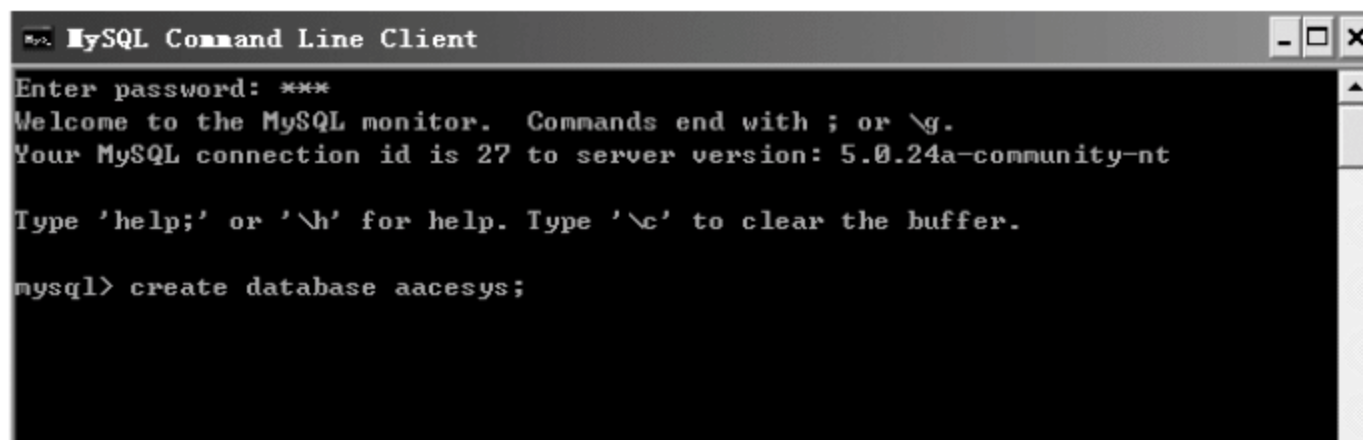 MySQL Command Line Client
Enter password: ***
Welcome to the MySQL monitor.  Commands end with ; or \g.
Your MySQL connection id is 27 to server version: 5.0.24a-community-nt
Type 'help;' or '\h' for help. Type '\c' to clear the buffer.
mysql> create database aacesys;